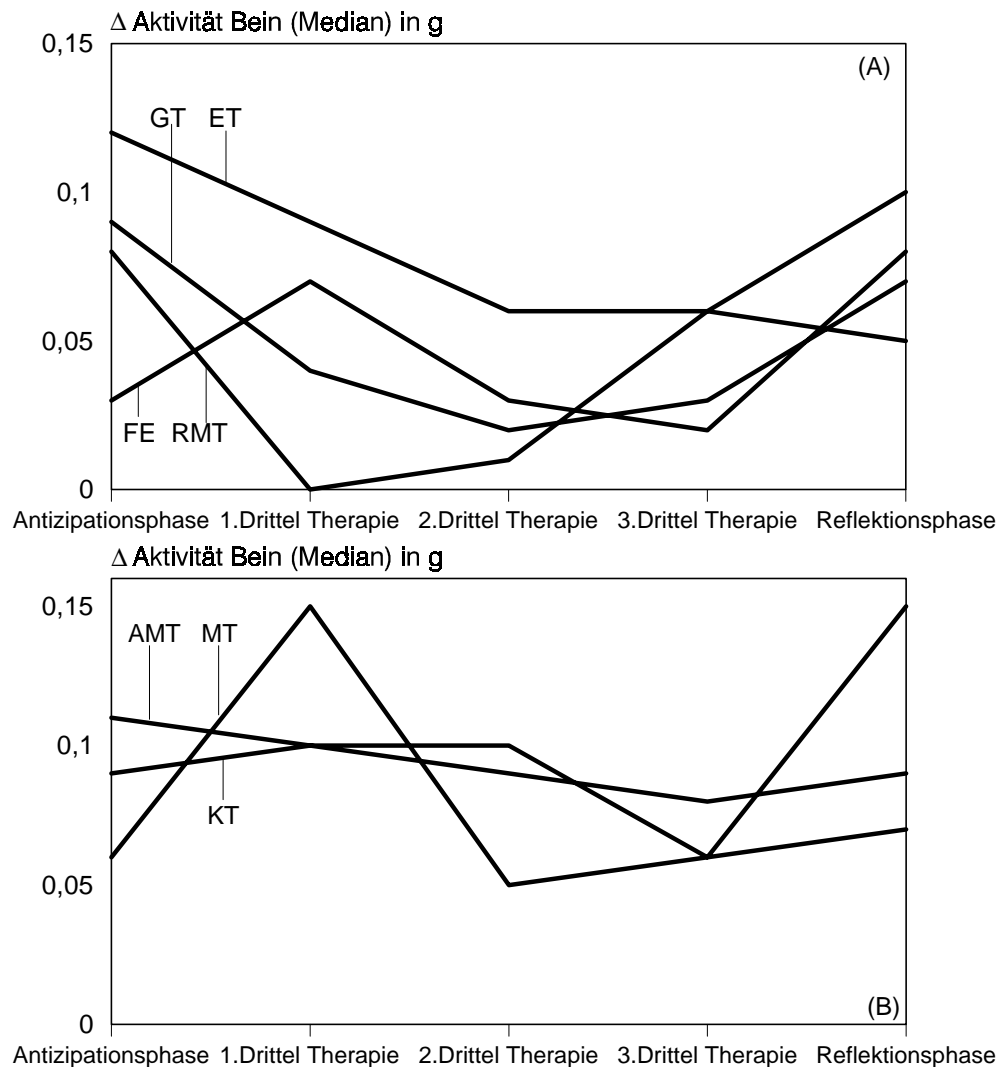 Δ Aktivität Bein (Median) in g
0,15
(A)
GT ET
0,1
0,05
FE RMT
0
Antizipationsphase 1.Drittel Therapie 2.Drittel Therapie 3.Drittel Therapie Reflektionsphase
Δ Aktivität Bein (Median) in g
0,15
AMT MT
0,1
KT
0,05
(B)
0
Antizipationsphase 1.Drittel Therapie 2.Drittel Therapie 3.Drittel Therapie Reflektionsphase